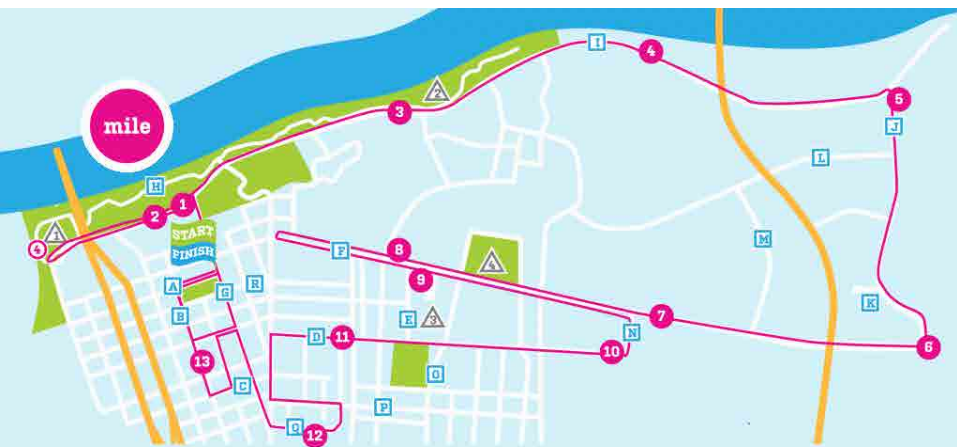 mile
I
4
5
2
3
J
L
H
1
2
START
FINISH
4
1
M
F
8
9
4
A
G
R
B
K
7
E
3
N
6
D
11
10
13
C
O
P
Q
12